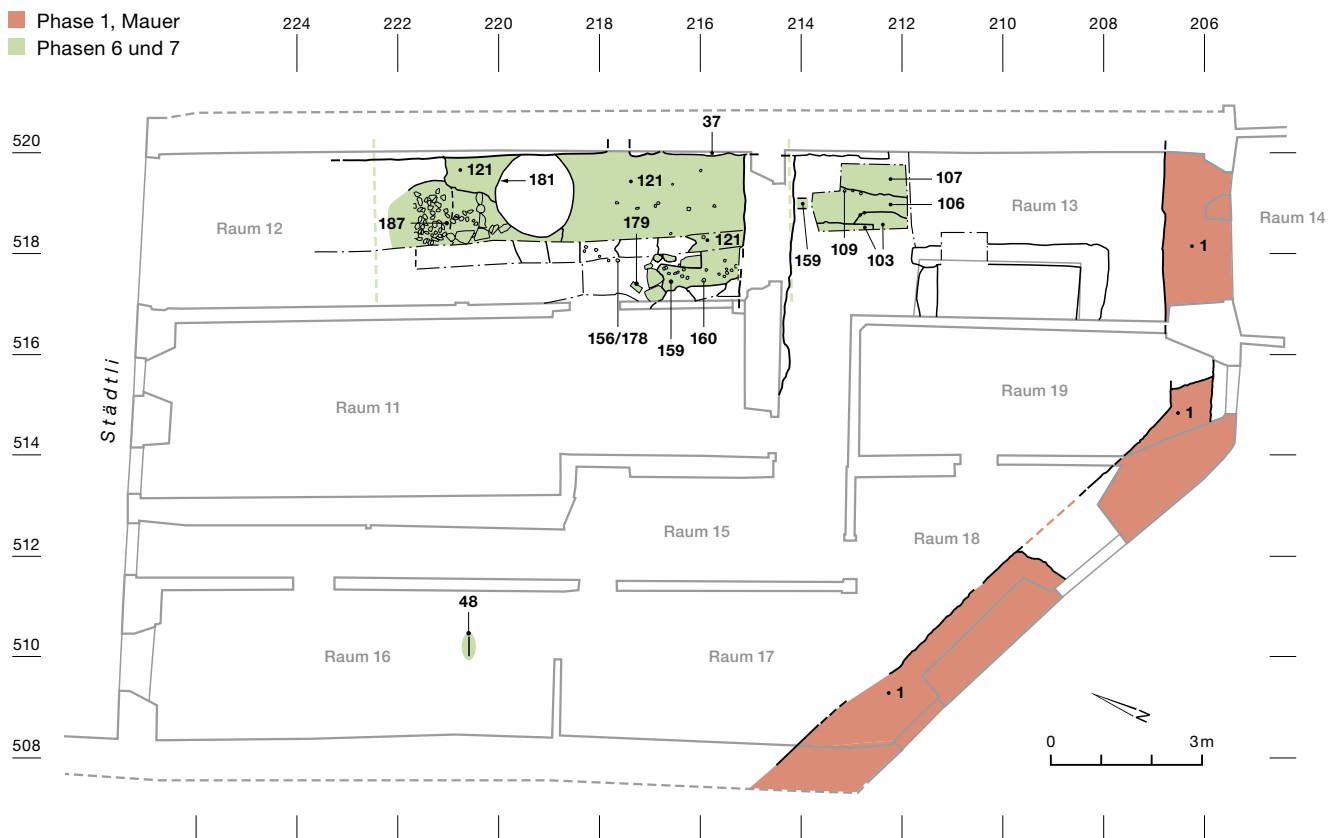 Phase 1, Mauer
Phasen 6 und 7
224 222 220 218 216 214 212 210 208 206
37
520
121 181 121 107
187 179 106
Raum 12 Raum 13 Raum 14
518 121 159 109 103 1
156/178 159 160
516
Städtli
Raum 11 Raum 19
1
514
512 Raum 15 Raum 18
48
510 Raum 16 Raum 17
1
N
508
0 3 m